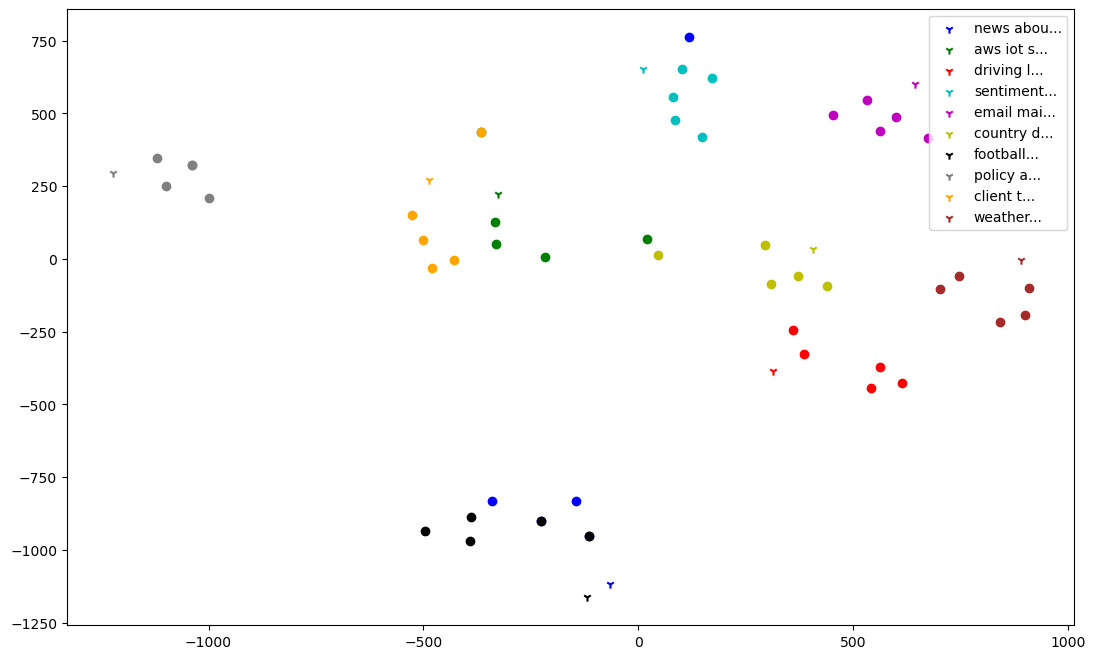 750
500
250
0
−250
−500
−750
−1000
−1250
−1000
−500
0
500
1000
news abou...
aws iot s...
driving l...
sentiment...
email mai...
country d...
football...
policy a...
client t...
weather...